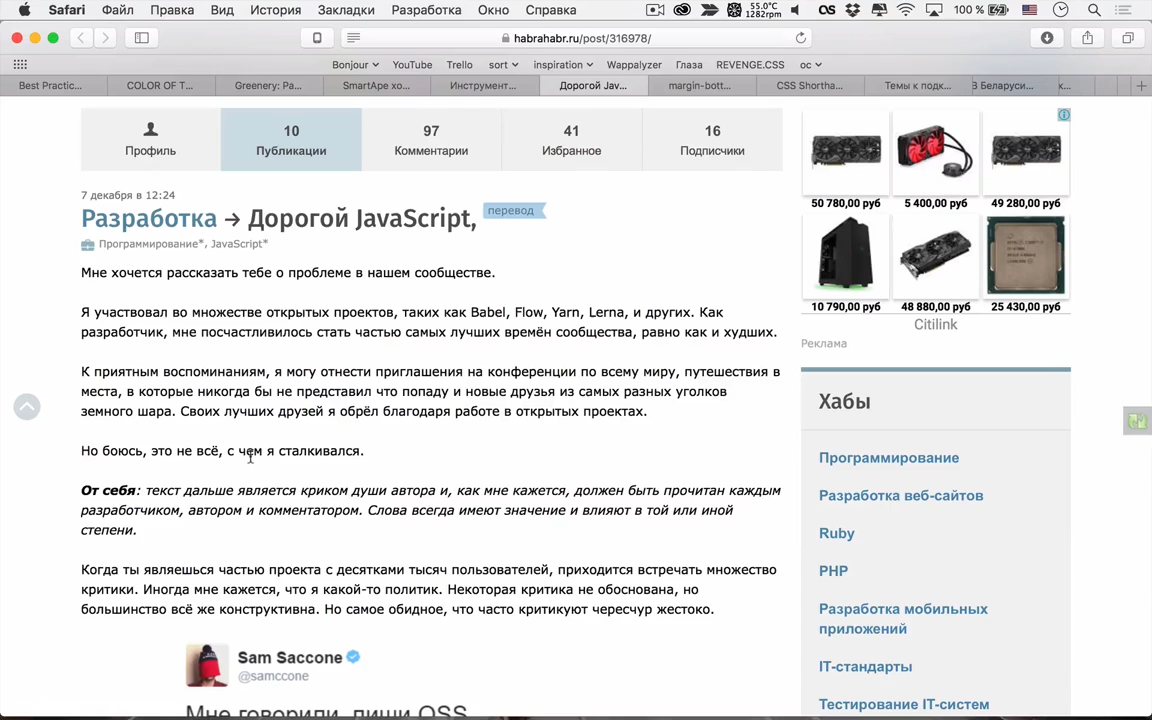 Safari Файл Правка Вид История Закладки Разработка Окно Справка 55.0°C 1282rpm 100 %
habrahabr.ru/post/316978/
Bonjour YouTube Trello sort inspiration Wappalyzer Глаза REVENGE.CSS ос
Best Practic... COLOR OF T... Greenery: Pa... SmartApe хо... Инструмент... Дорогой Jav... margin-bott... CSS Shortha... Темы к подк... В Беларуси... к...
10 97 41 16
Профиль Публикации Комментарии Избранное Подписчики
7 декабря в 12:24
Разработка → Дорогой JavaScript, перевод
Программирование*, JavaScript*
Мне хочется рассказать тебе о проблеме в нашем сообществе.
Я участвовал во множестве открытых проектов, таких как Babel, Flow, Yarn, Lerna, и других. Как
разработчик, мне посчастливилось стать частью самых лучших времён сообщества, равно как и худших.
К приятным воспоминаниям, я могу отнести приглашения на конференции по всему миру, путешествия в
места, в которые никогда бы не представил что попаду и новые друзья из самых разных уголков
земного шара. Своих лучших друзей я обрёл благодаря работе в открытых проектах.
Но боюсь, это не всё, с чем я сталкивался.
От себя: текст дальше является криком души автора и, как мне кажется, должен быть прочитан каждым
разработчиком, автором и комментатором. Слова всегда имеют значение и влияют в той или иной
степени.
Когда ты являешься частью проекта с десятками тысяч пользователей, приходится встречать множество
критики. Иногда мне кажется, что я какой-то политик. Некоторая критика не обоснована, но
большинство всё же конструктивна. Но самое обидное, что часто критикуют чересчур жестоко.
Sam Saccone
@samccone
Мне говорили, пиши OSS
50 780,00 руб 5 400,00 руб 49 280,00 руб
10 790,00 руб 48 880,00 руб 25 430,00 руб
Citilink
Реклама
Хабы
Программирование
Разработка веб-сайтов
Ruby
PHP
Разработка мобильных
приложений
IT-стандарты
Тестирование IT-систем